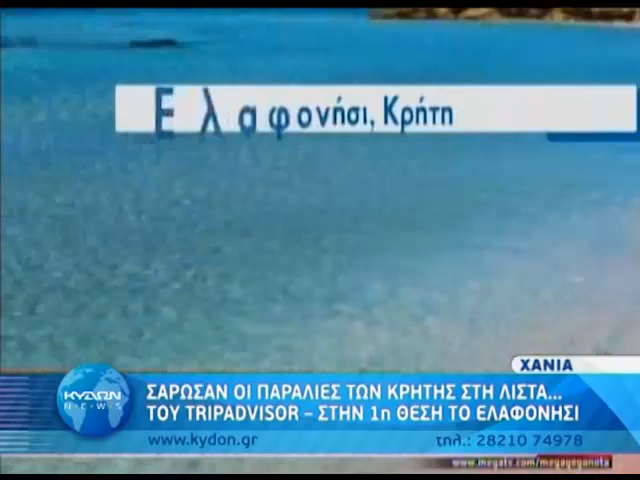 Ελαφονήσι, Κρήτη
ΧΑΝΙΑ
ΚΥΔΩΝ
NEWS
ΣΑΡΩΣΑΝ ΟΙ ΠΑΡΑΛΙΕΣ ΤΩΝ ΚΡΗΤΗΣ ΣΤΗ ΛΙΣΤΑ...
ΤΟΥ TRIPADVISOR – ΣΤΗΝ 1η ΘΕΣΗ ΤΟ ΕΛΑΦΟΝΗΣΙ
www.kydon.gr
τηλ.: 28210 74978
www.megatv.com/megagegonota